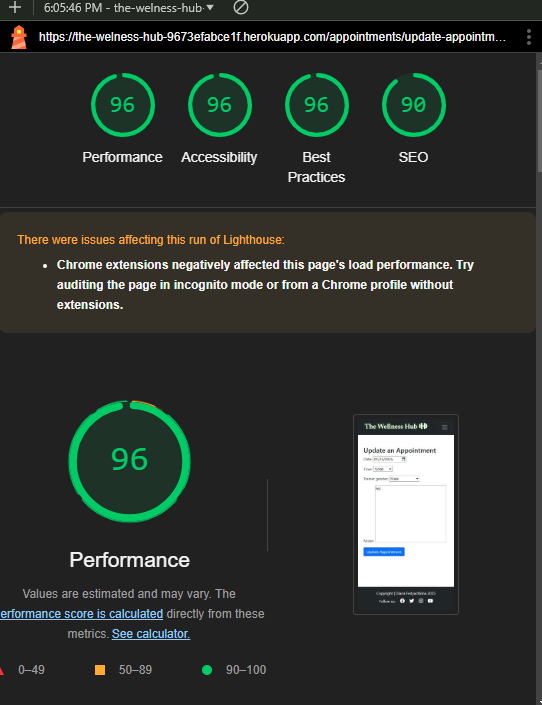 6:05:46 PM - the-welness-hub-
https://the-welness-hub-9673efabce1f.herokuapp.com/appointments/update-appointm...
96
96
96
90
Performance
Accessibility
Best
Practices
SEO
There were issues affecting this run of Lighthouse:
Chrome extensions negatively affected this page's load performance. Try
auditing the page in incognito mode or from a Chrome profile without
extensions.
96
Performance
Values are estimated and may vary. The
erformance score is calculated directly from these
metrics. See calculator.
0–49
50–89
90–100
The Wellness Hub
Update an Appointment
Date:
Time:
Trainer gender: Male
Notes:
Update Appointment
Follow us: